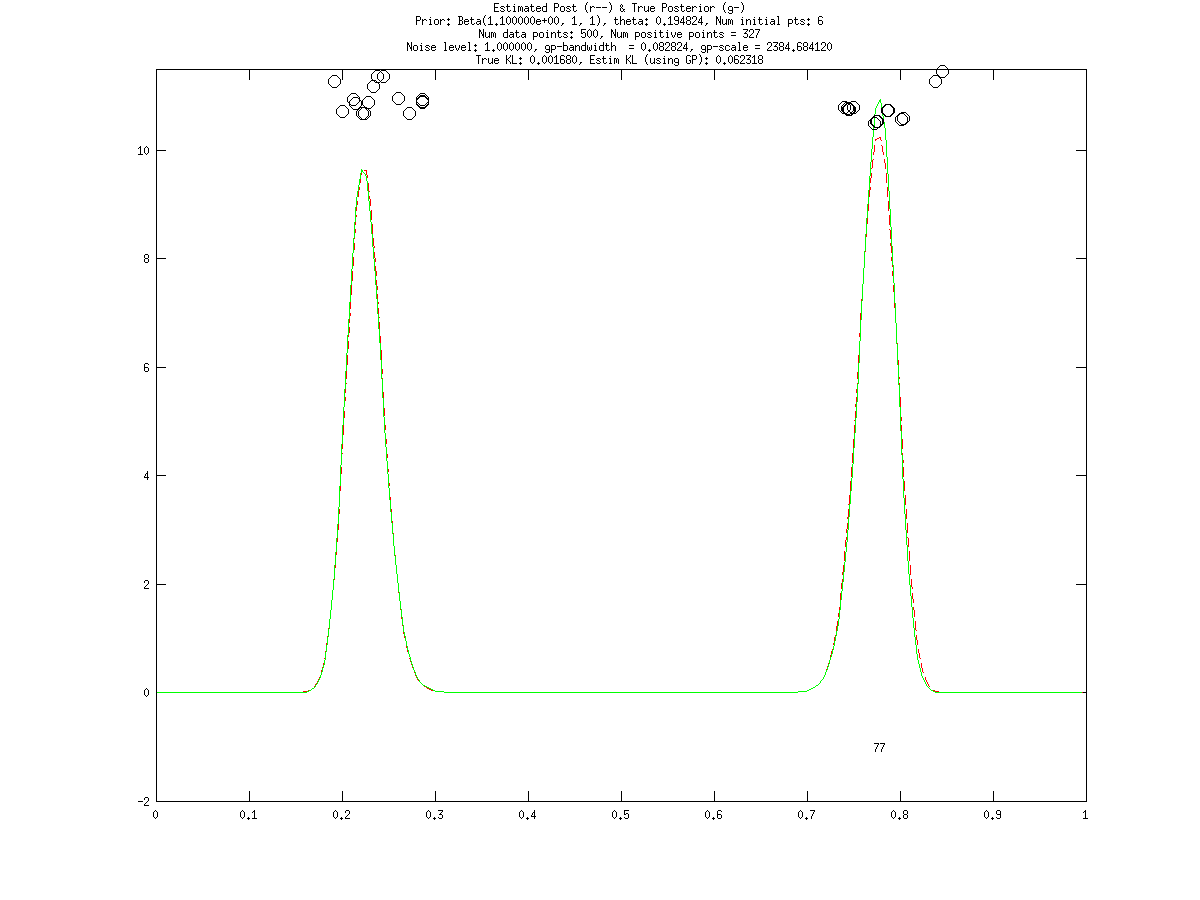 Estimated Post (r--) & True Posterior (g-)
Prior: Beta(1.100000e+00, 1, 1), theta: 0.194824, Num initial pts: 6
Num data points: 500, Num positive points = 327
Noise level: 1.000000, gp-bandwidth  = 0.082824, gp-scale = 2384.684120
True KL: 0.001680, Estim KL (using GP): 0.062318
10
8
6
4
2
0
77
-2
0 0.1 0.2 0.3 0.4 0.5 0.6 0.7 0.8 0.9 1